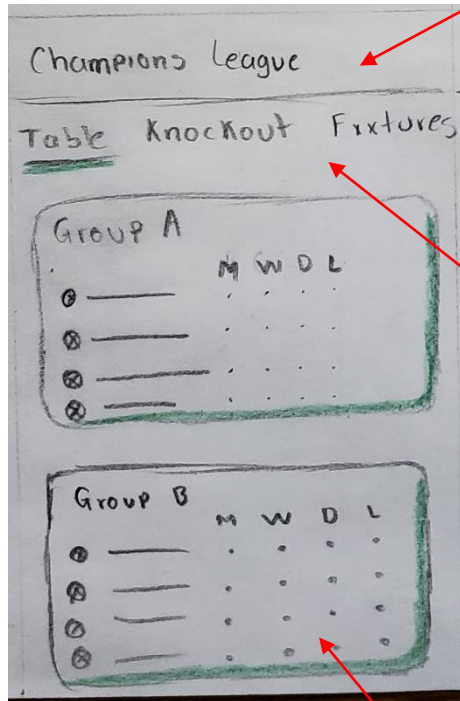 Champions League
Table Knockout Fixtures
Group A
M W D L
Group B
M W D L